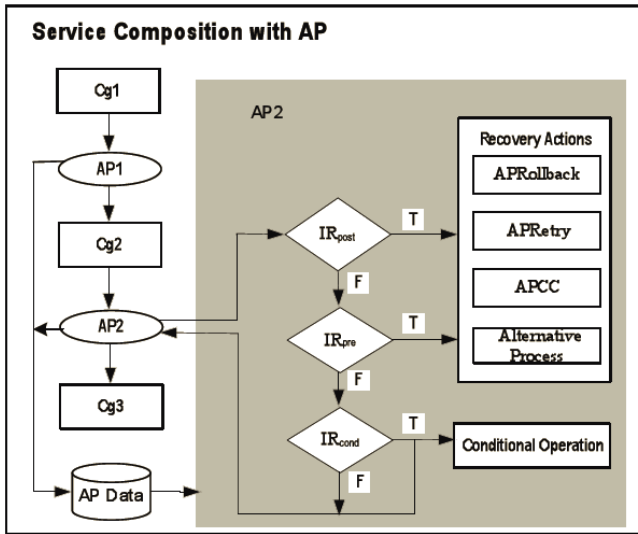 Service Composition with AP
Cg1
AP1
Cg2
AP2
Cg3
AP Data
AP2
IRpost
T
F
IRpre
T
F
IRcond
T
F
Recovery Actions
APRollback
APRetry
APCC
Alternative
Process
Conditional Operation